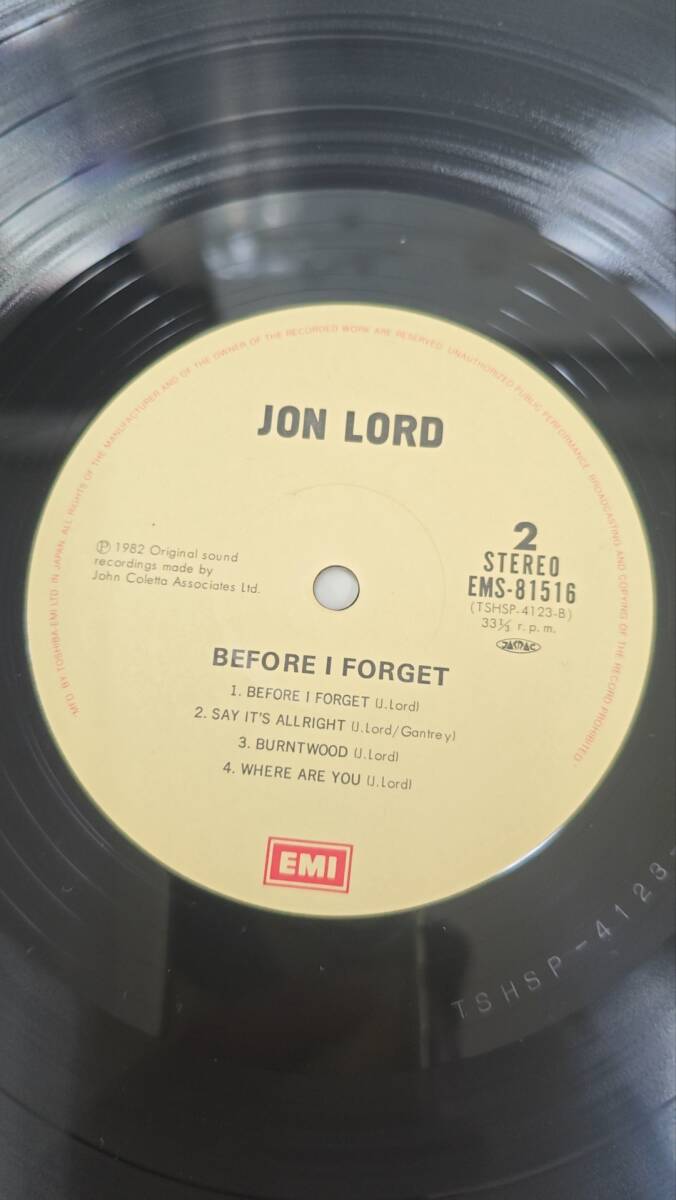 MFD BY TOSHIBA EMI LTD. IN JAPAN. ALL RIGHTS OF THE MANUFACTURER AND OF THE OWNER OF THE RECORDED WORK ARE RESERVED. UNAUTHORIZED PUBLIC PERFORMANCE, BROADCASTING AND COPYING OF THE RECORD PROHIBITED
JON LORD
Ⓟ 1982 Original sound
recordings made by
John Coletta Associates Ltd.
2
STEREO
EMS-81516
(TSHSP-4123-B)
33⅓ r.p.m.
JASRAC
BEFORE I FORGET
1. BEFORE I FORGET (J.Lord)
2. SAY IT'S ALLRIGHT (J.Lord/Gantrey)
3. BURNTWOOD (J.Lord)
4. WHERE ARE YOU (J.Lord)
EMI
TSHSP-4123-